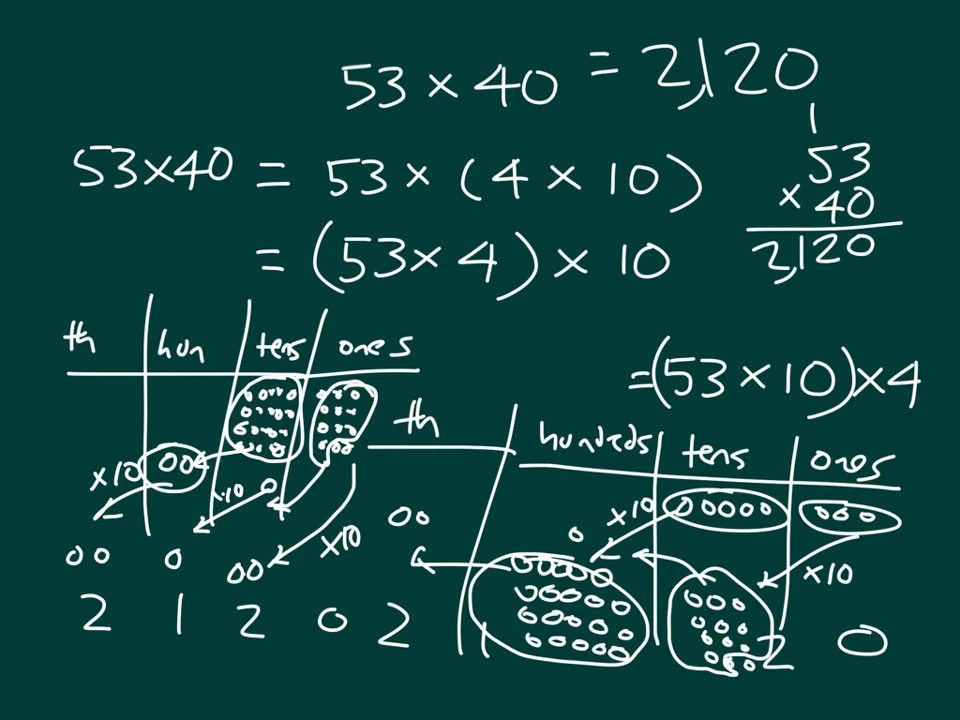 53 × 40 = 2,120
53×40 = 53 × (4 × 10)
= (53 × 4) × 10
1
53
× 40
2,120
th hun tens ones
×10
×10
×10
2 1 2 0
= (53 × 10) × 4
th hundreds tens ones
×10
×10
2 1 2 0